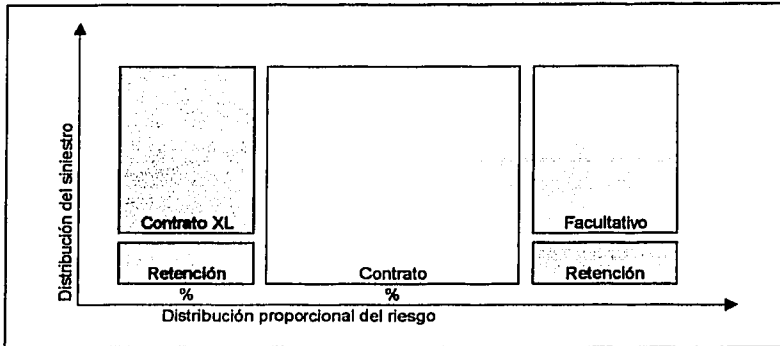 Distribución del siniestro
Contrato XL
Facultativo
Retención
Contrato
Retención
%
%
Distribución proporcional del riesgo